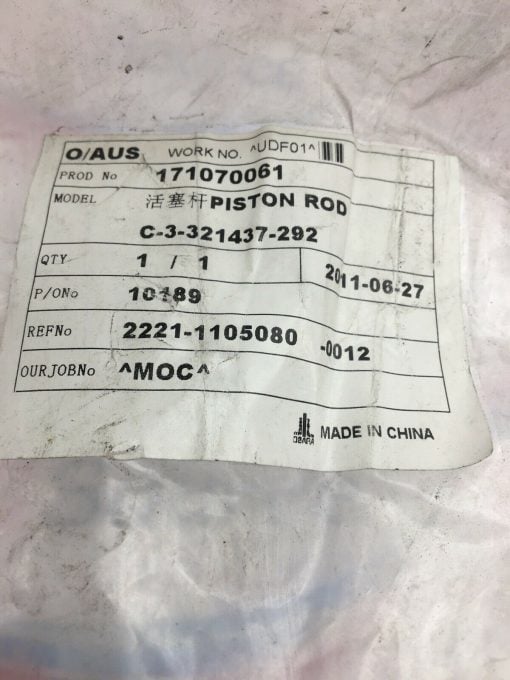 O/AUS WORK NO. ^UDF01^
PROD No 171070061
MODEL 活塞杆PISTON ROD
C-3-321437-292
QTY 1 / 1 2011-06-27
P/ONo 10189
REFNo 2221-1105080 -0012
OURJOBNo ^MOC^
MADE IN CHINA